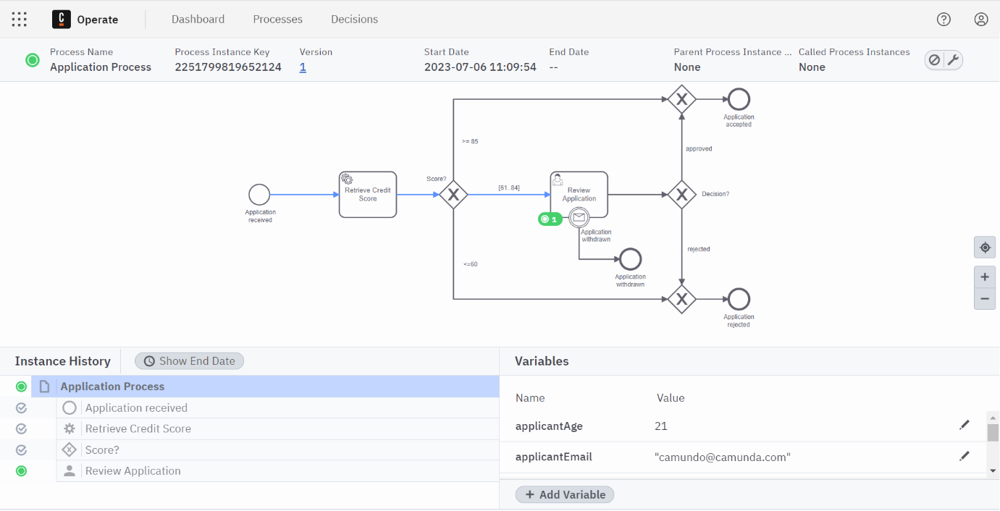 C Operate Dashboard Processes Decisions
Process Name Process Instance Key Version Start Date End Date Parent Process Instance ... Called Process Instances
Application Process 2251799819652124 1 2023-07-06 11:09:54 -- None None
Application
accepted
>= 85
approved
Score?
[61..84]
Retrieve Credit
Score
Review
Application
Decision?
Application
received
1
Application
withdrawn
rejected
<=60
Application
withdrawn
Application
rejected
+
−
Instance History
Show End Date
Application Process
Application received
Retrieve Credit Score
Score?
Review Application
Variables
Name Value
applicantAge 21
applicantEmail "camundo@camunda.com"
+ Add Variable